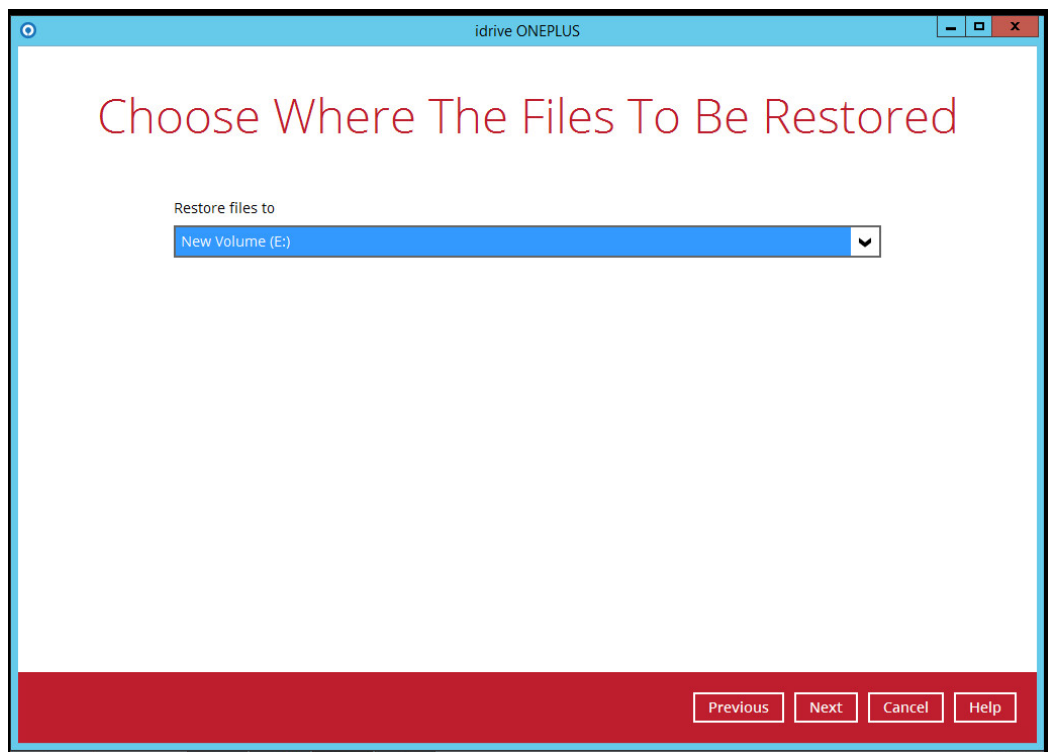 idrive ONEPLUS
Choose Where The Files To Be Restored
Restore files to
New Volume (E:)
Previous Next Cancel Help